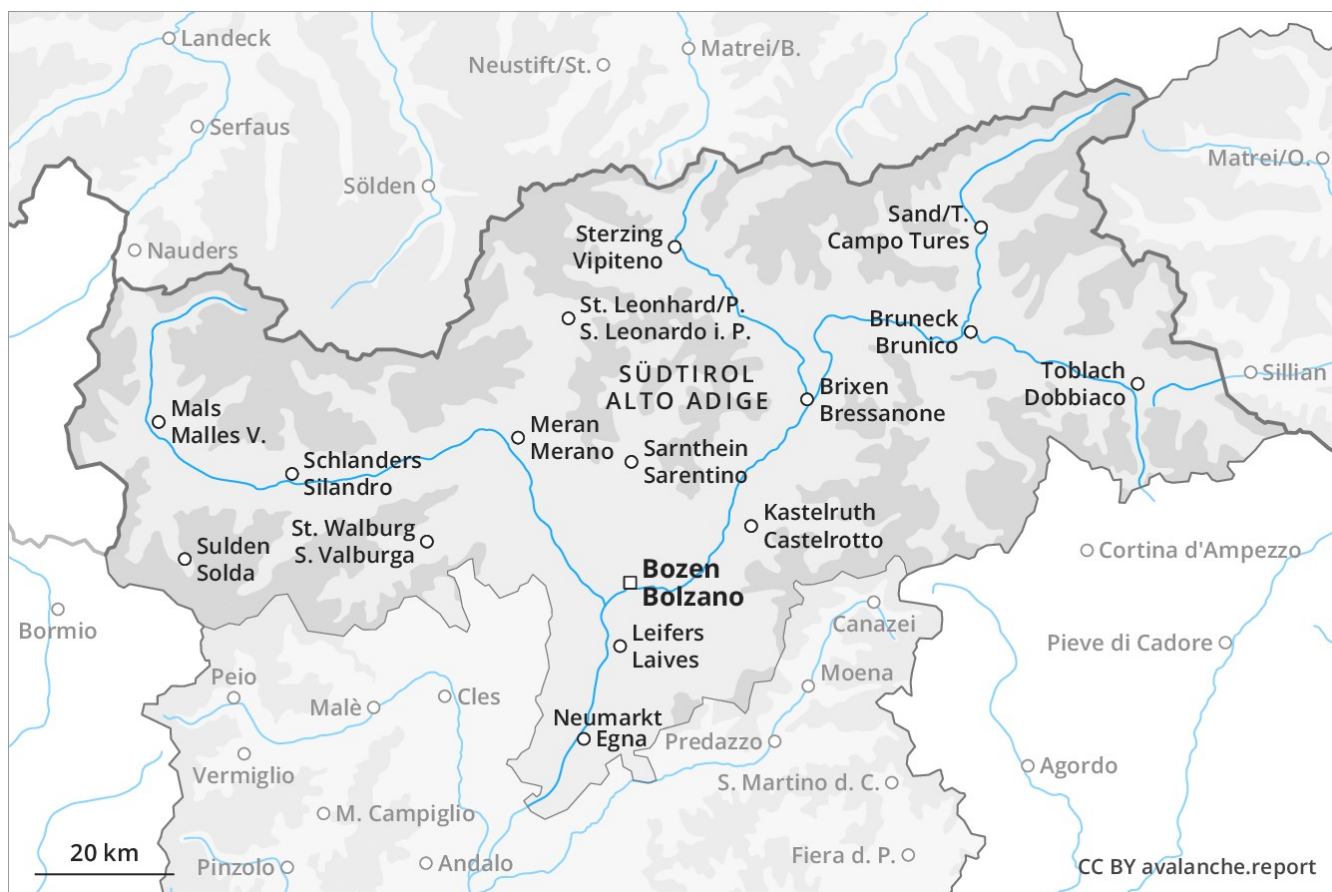 Landeck
Neustift/St.
Matrei/B.
Serfaus
Sölden
Matrei/O.
Nauders
Sterzing
Vipiteno
Sand/T.
Campo Tures
St. Leonhard/P.
S. Leonardo i. P.
Bruneck
Brunico
SÜDTIROL
ALTO ADIGE
Toblach
Dobbiaco
Sillian
Brixen
Bressanone
Mals
Malles V.
Meran
Merano
Schlanders
Silandro
Sarnthein
Sarentino
St. Walburg
S. Valburga
Kastelruth
Castelrotto
Sulden
Solda
Cortina d'Ampezzo
Bozen
Bolzano
Bormio
Canazei
Leifers
Laives
Pieve di Cadore
Peio
Moena
Malè
Cles
Neumarkt
Egna
Predazzo
Vermiglio
Agordo
S. Martino d. C.
M. Campiglio
20 km
Pinzolo
Andalo
Fiera d. P.
CC BY avalanche.report